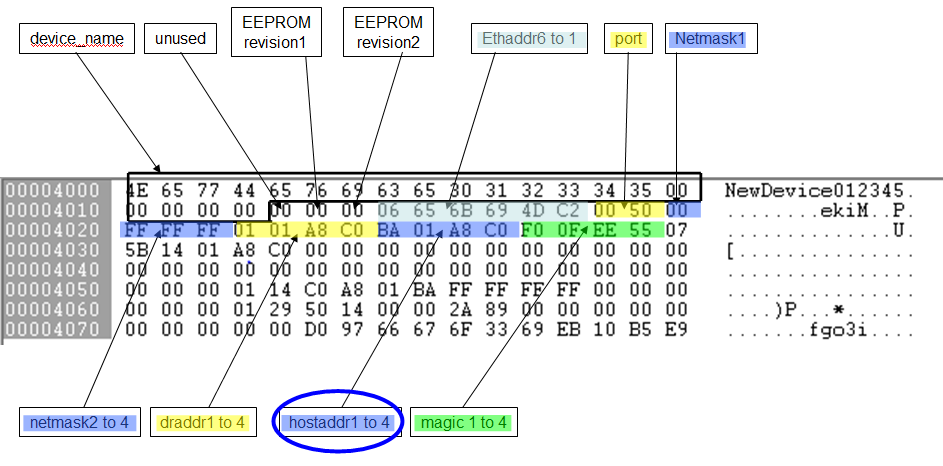 device_name
unused
EEPROM
revision1
EEPROM
revision2
Ethaddr6 to 1
port
Netmask1
00004000 4E 65 77 44 65 76 69 63 65 30 31 32 33 34 35 00 NewDevice012345.
00004010 00 00 00 00 00 00 00 06 65 6B 69 4D C2 00 50 00 ........ekiM..P.
00004020 FF FF FF 01 01 A8 C0 BA 01 A8 C0 F0 0F EE 55 07 ..............U.
00004030 5B 14 01 A8 C0 00 00 00 00 00 00 00 00 00 00 00 [...............
00004040 00 00 00 00 00 00 00 00 00 00 00 00 00 00 00 00 ................
00004050 00 00 00 01 14 C0 A8 01 BA FF FF FF FF 00 00 00 ................
00004060 00 00 00 01 29 50 14 00 00 2A 89 00 00 00 00 00 ....)P...*......
00004070 00 00 00 00 00 D0 97 66 67 6F 33 69 EB 10 B5 E9 .......fgo3i....
netmask2 to 4
draddr1 to 4
hostaddr1 to 4
magic 1 to 4